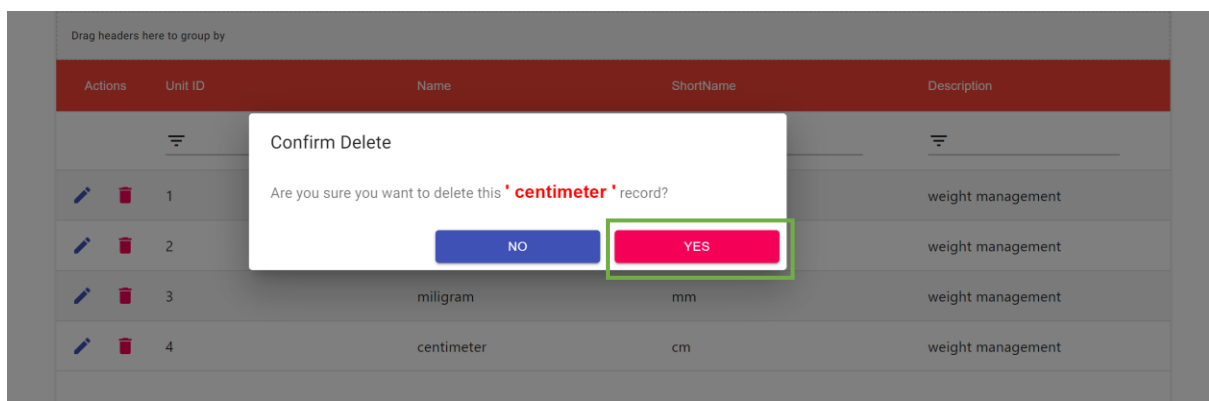 Drag headers here to group by
Actions Unit ID Name ShortName Description
Confirm Delete
Are you sure you want to delete this ' centimeter ' record?
NO YES
1 weight management
2 weight management
3 miligram mm weight management
4 centimeter cm weight management